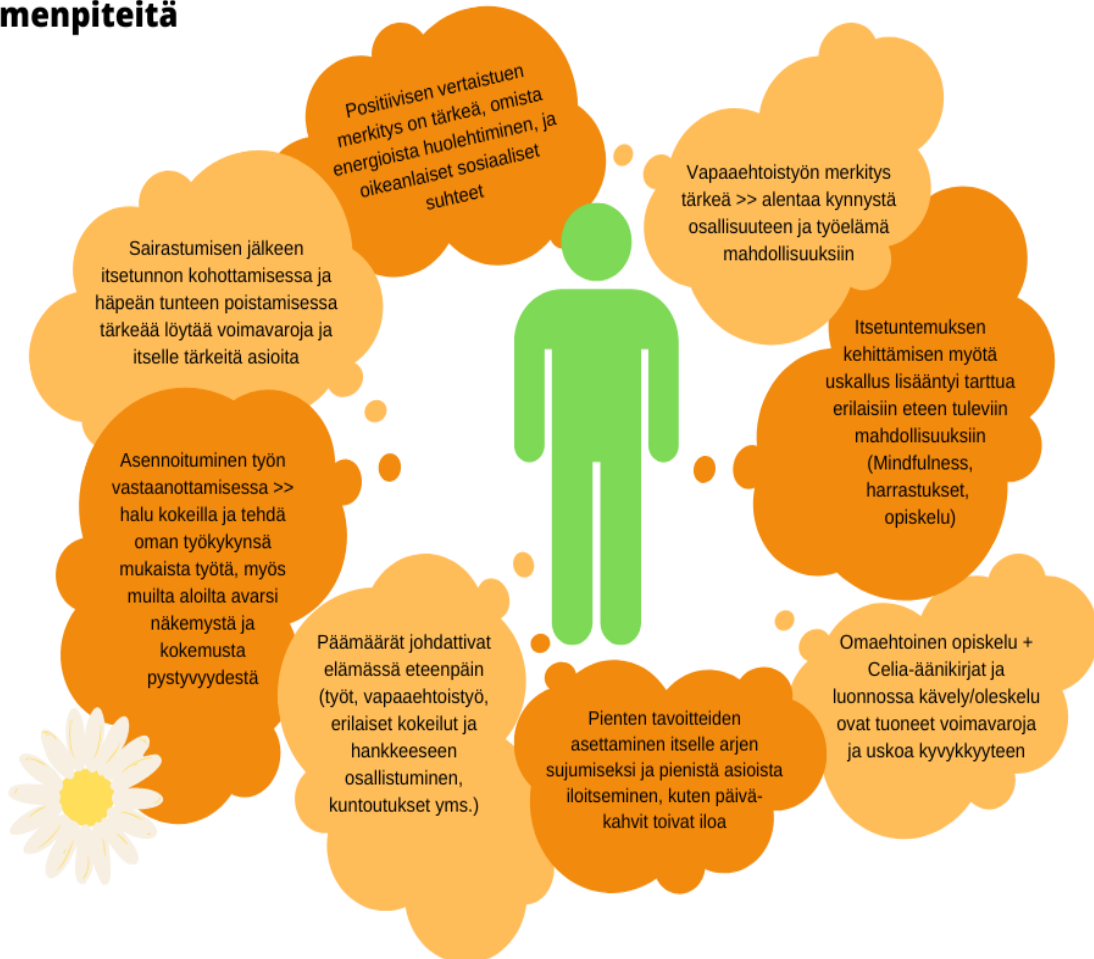 menpiteitä
Positiivisen vertaistuen
merkitys on tärkeä, omista
energioista huolehtiminen, ja
oikeanlaiset sosiaaliset
suhteet
Vapaaehtoistyön merkitys
tärkeä >> alentaa kynnystä
osallisuuteen ja työelämä
mahdollisuuksiin
Sairastumisen jälkeen
itsetunnon kohottamisessa ja
häpeän tunteen poistamisessa
tärkeää löytää voimavaroja ja
itselle tärkeitä asioita
Itsetuntemuksen
kehittämisen myötä
uskallus lisääntyi tarttua
erilaisiin eteen tuleviin
mahdollisuuksiin
(Mindfulness,
harrastukset,
opiskelu)
Asennoituminen työn
vastaanottamisessa >>
halu kokeilla ja tehdä
oman työkykynsä
mukaista työtä, myös
muilta aloilta avarsi
näkemystä ja
kokemusta
pystyvyydestä
Päämäärät johdattivat
elämässä eteenpäin
(työt, vapaaehtoistyö,
erilaiset kokeilut ja
hankkeeseen
osallistuminen,
kuntoutukset yms.)
Pienten tavoitteiden
asettaminen itselle arjen
sujumiseksi ja pienistä asioista
iloitseminen, kuten päivä-
kahvit toivat iloa
Omaehtoinen opiskelu +
Celia-äänikirjat ja
luonnossa kävely/oleskelu
ovat tuoneet voimavaroja
ja uskoa kyvykkyyteen